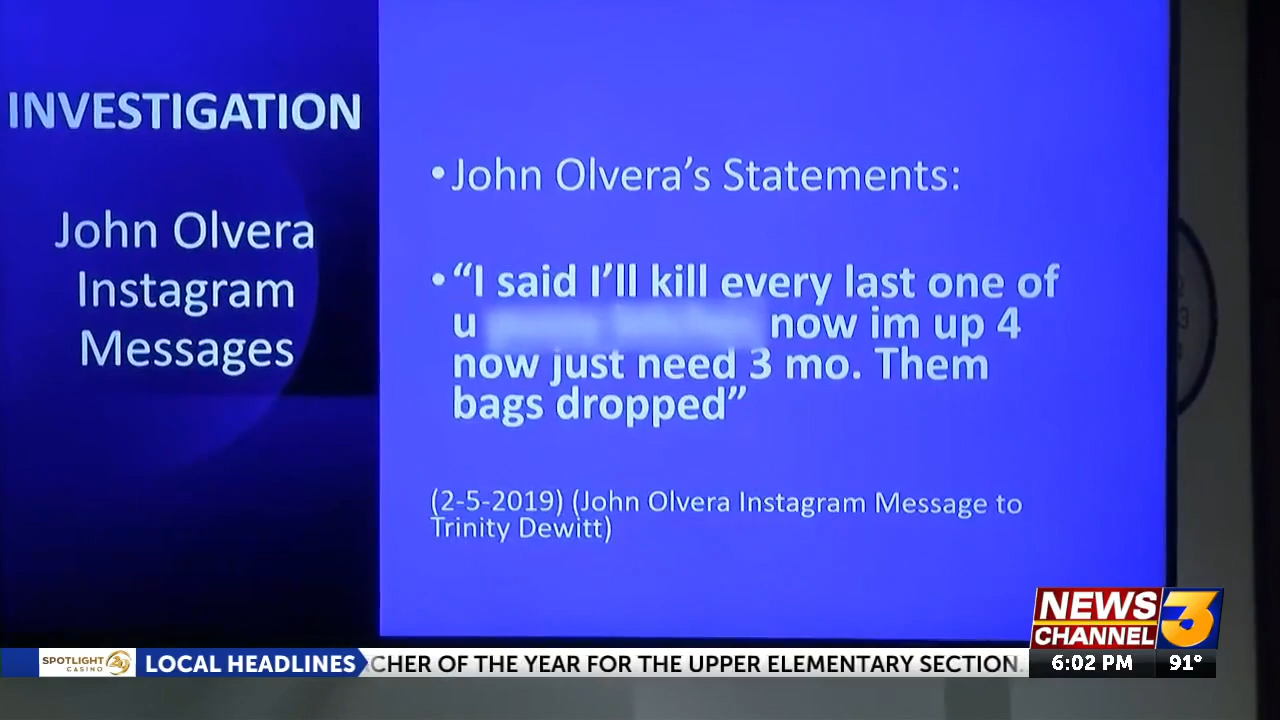 INVESTIGATION
John Olvera
Instagram
Messages
• John Olvera's Statements:
• “I said I’ll kill every last one of
u now im up 4
now just need 3 mo. Them
bags dropped”
(2-5-2019) (John Olvera Instagram Message to
Trinity Dewitt)
NEWS
CHANNEL 3
SPOTLIGHT 29
CASINO
LOCAL HEADLINES
CHER OF THE YEAR FOR THE UPPER ELEMENTARY SECTION.
6:02 PM 91°